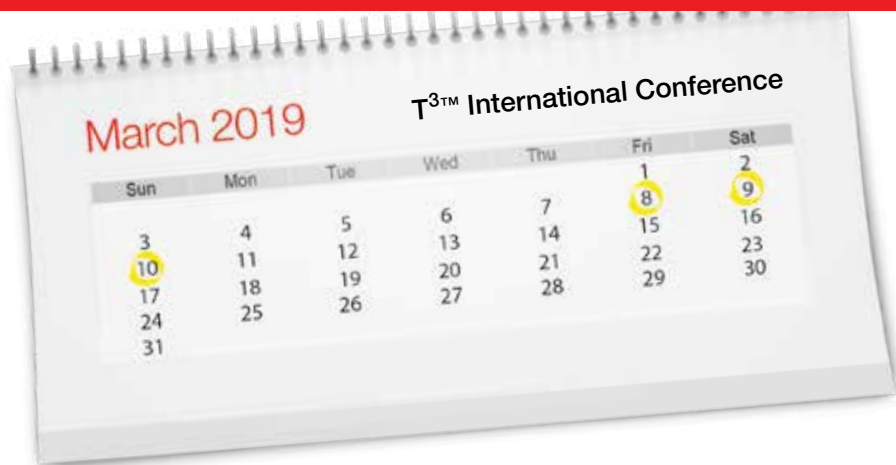 March 2019
T³™ International Conference
Sun Mon Tue Wed Thu Fri Sat
1 2
3 4 5 6 7 8 9
10 11 12 13 14 15 16
17 18 19 20 21 22 23
24 25 26 27 28 29 30
31